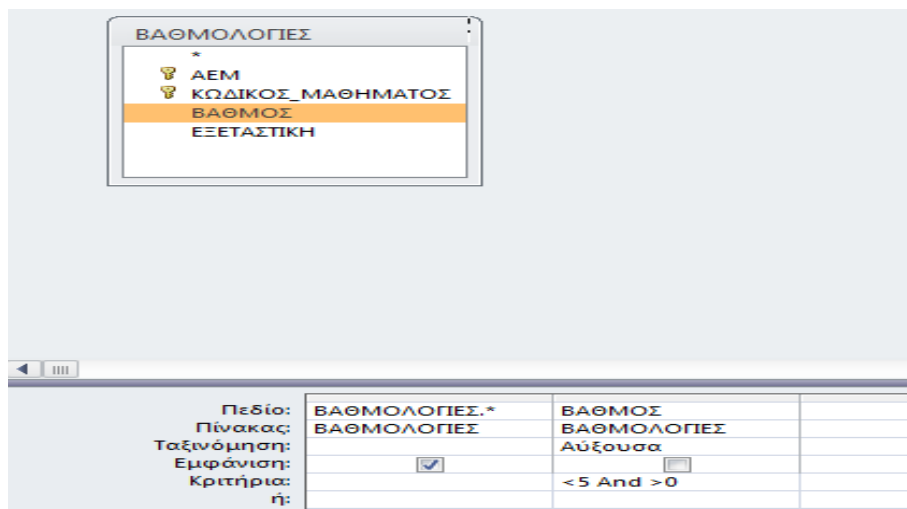 ΒΑΘΜΟΛΟΓΙΕΣ
*
ΑΕΜ
ΚΩΔΙΚΟΣ_ΜΑΘΗΜΑΤΟΣ
ΒΑΘΜΟΣ
ΕΞΕΤΑΣΤΙΚΗ
Πεδίο: ΒΑΘΜΟΛΟΓΙΕΣ.* ΒΑΘΜΟΣ
Πίνακας: ΒΑΘΜΟΛΟΓΙΕΣ ΒΑΘΜΟΛΟΓΙΕΣ
Ταξινόμηση: Αύξουσα
Εμφάνιση:
Κριτήρια: <5 And >0
ή: